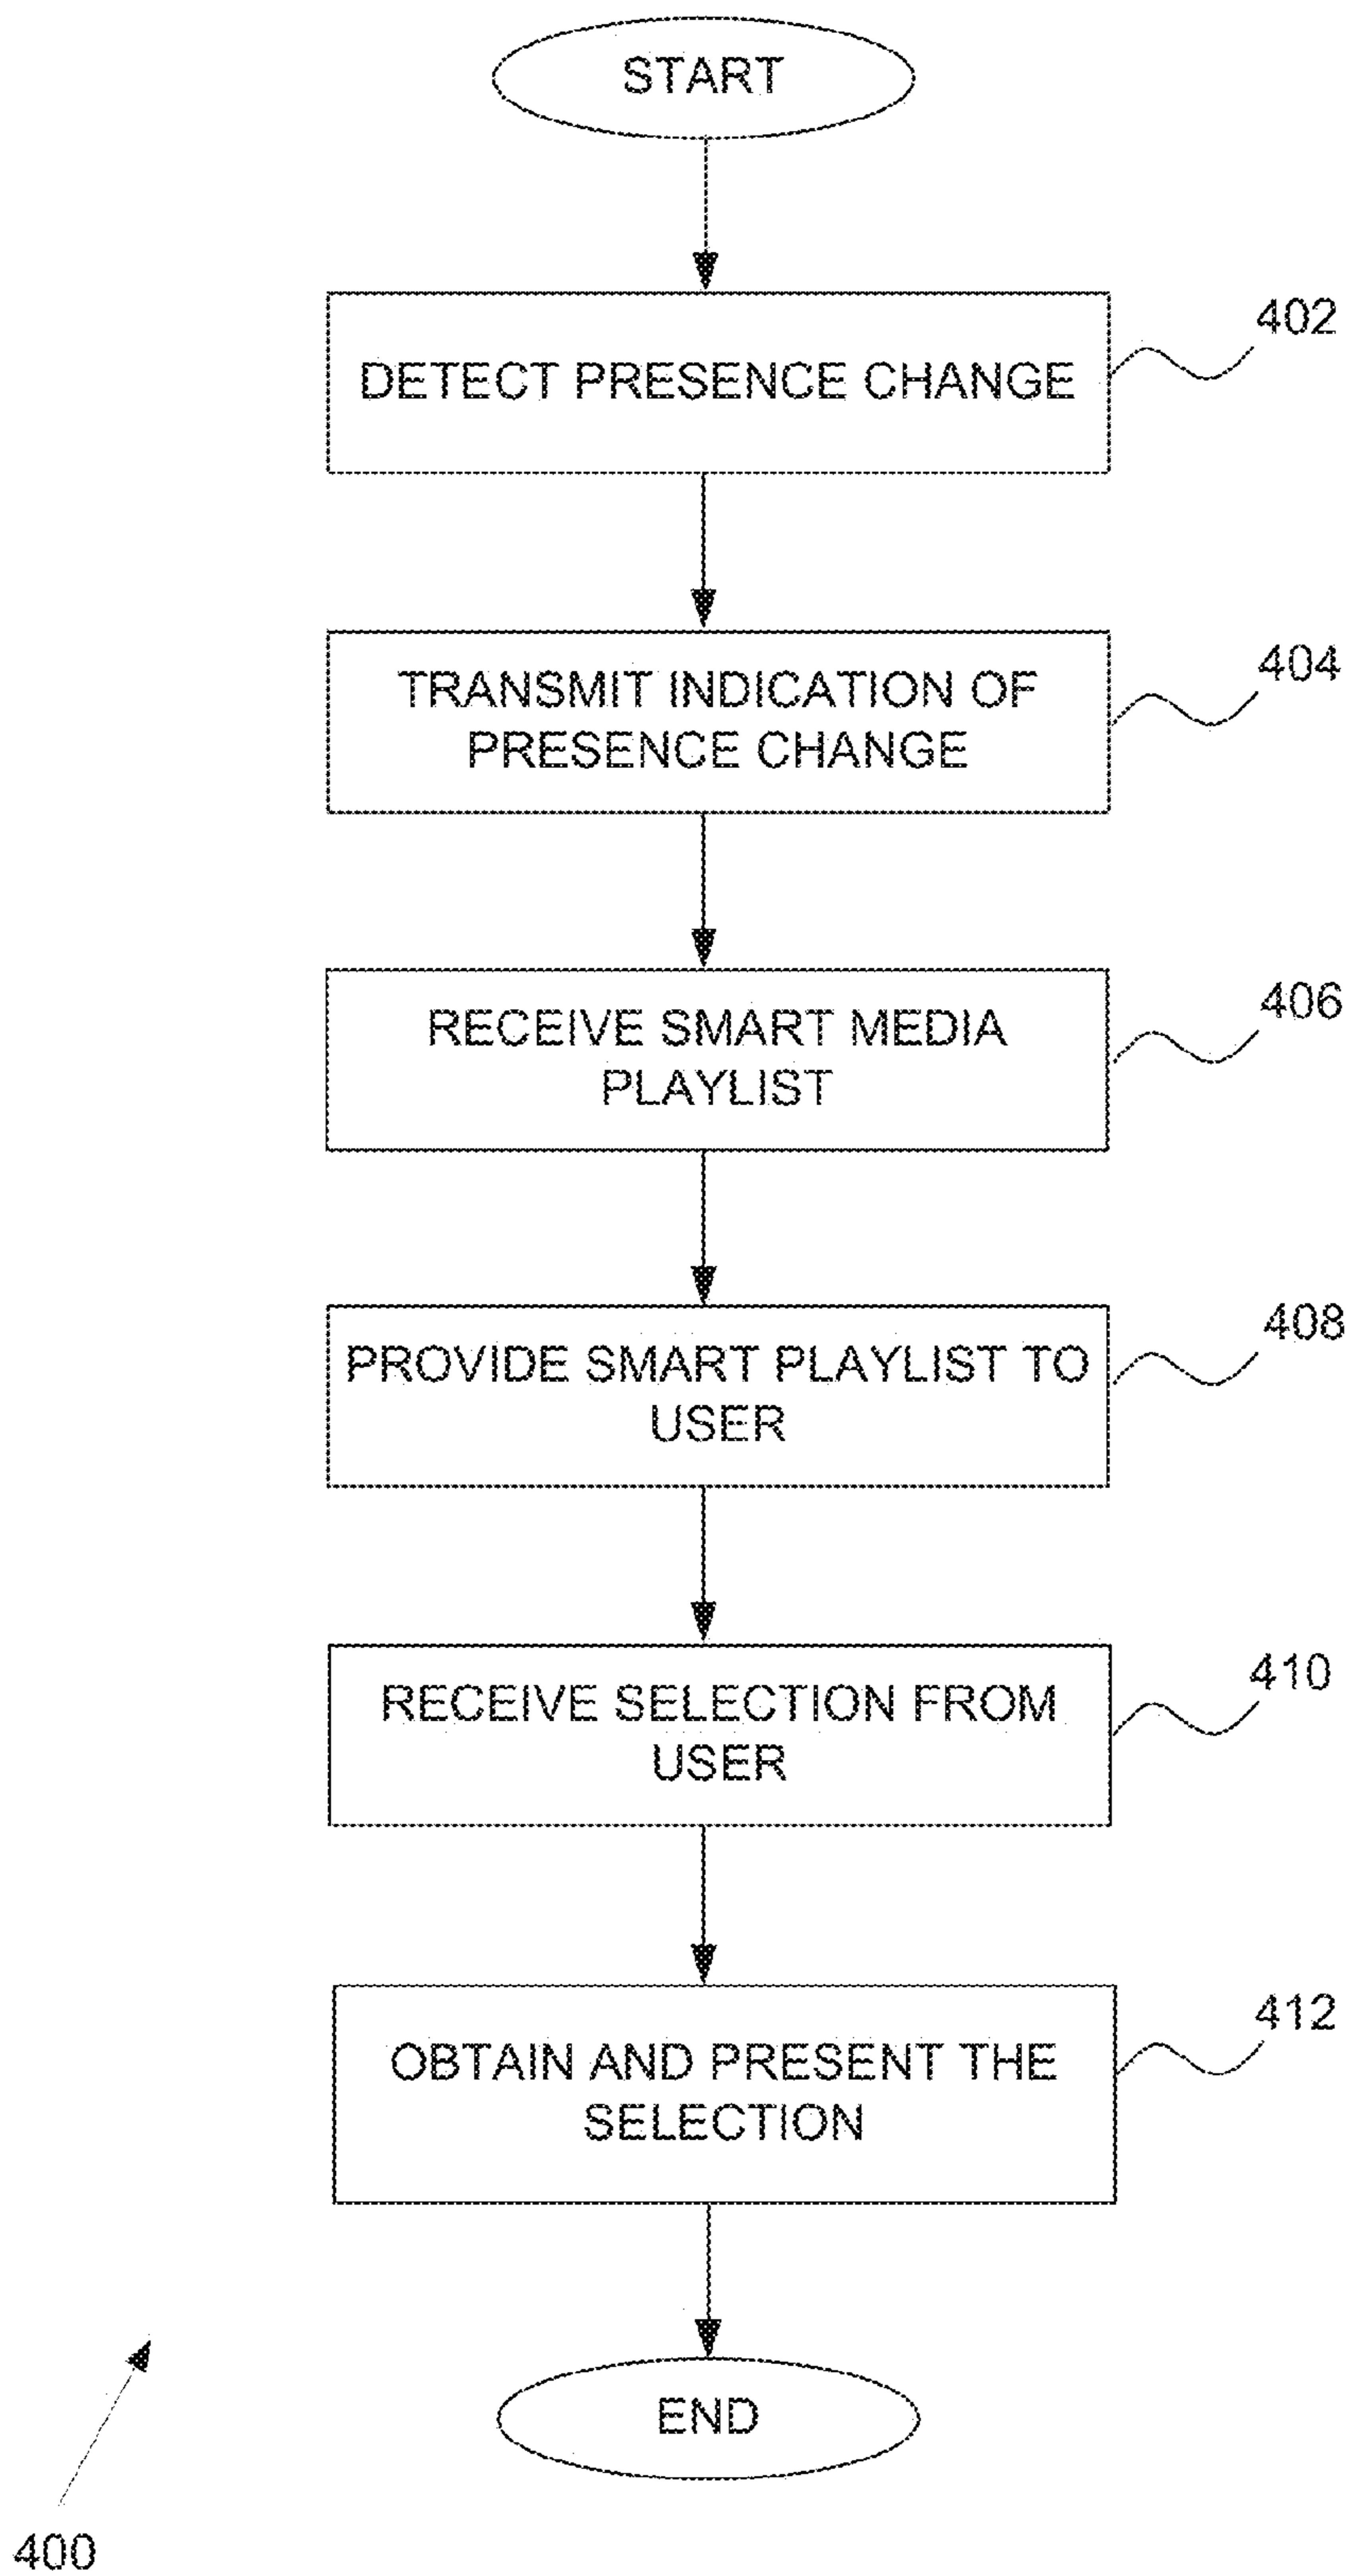 START
DETECT PRESENCE CHANGE
402
TRANSMIT INDICATION OF
PRESENCE CHANGE
404
RECEIVE SMART MEDIA
PLAYLIST
406
PROVIDE SMART PLAYLIST TO
USER
408
RECEIVE SELECTION FROM
USER
410
OBTAIN AND PRESENT THE
SELECTION
412
END
400